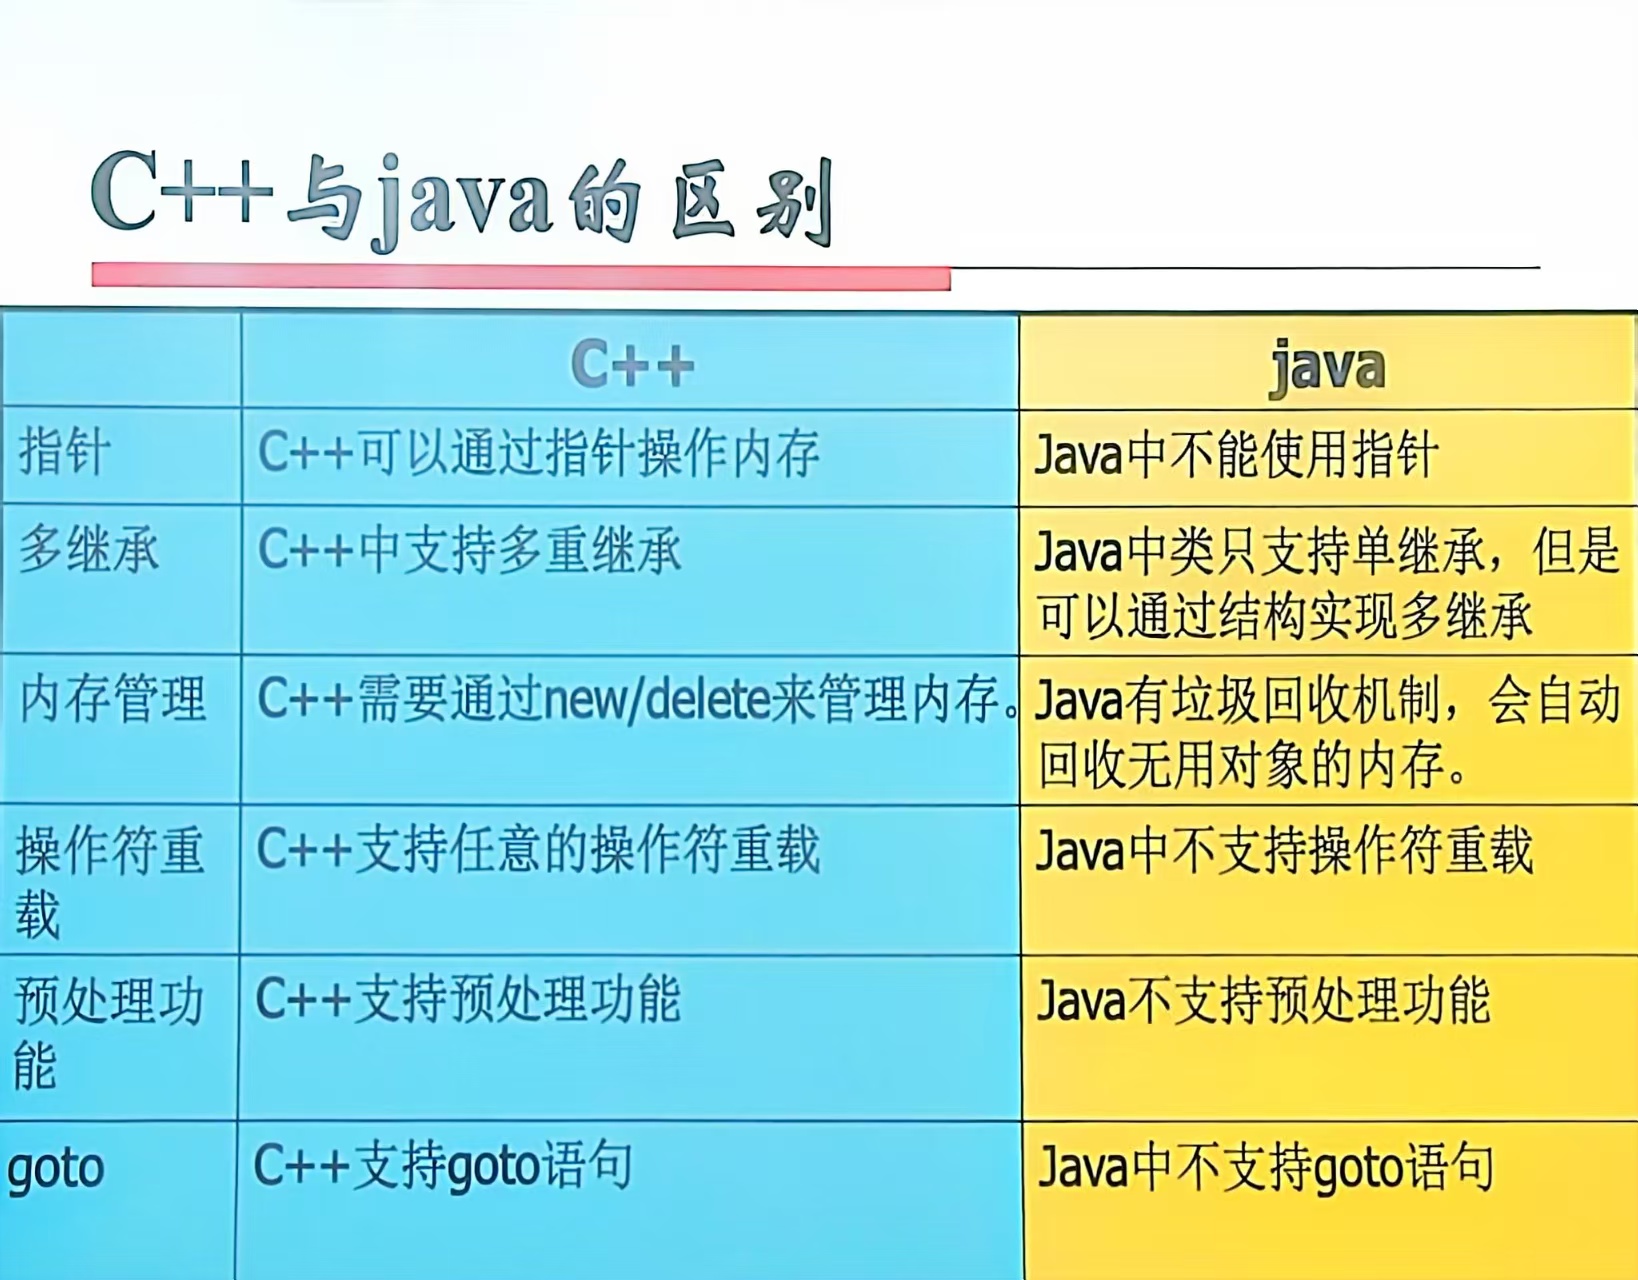 C++与java的区别
C++
java
指针
C++可以通过指针操作内存
Java中不能使用指针
多继承
C++中支持多重继承
Java中类只支持单继承，但是
可以通过结构实现多继承
内存管理
C++需要通过new/delete来管理内存。
Java有垃圾回收机制，会自动
回收无用对象的内存。
操作符重
载
C++支持任意的操作符重载
Java中不支持操作符重载
预处理功
能
C++支持预处理功能
Java不支持预处理功能
goto
C++支持goto语句
Java中不支持goto语句